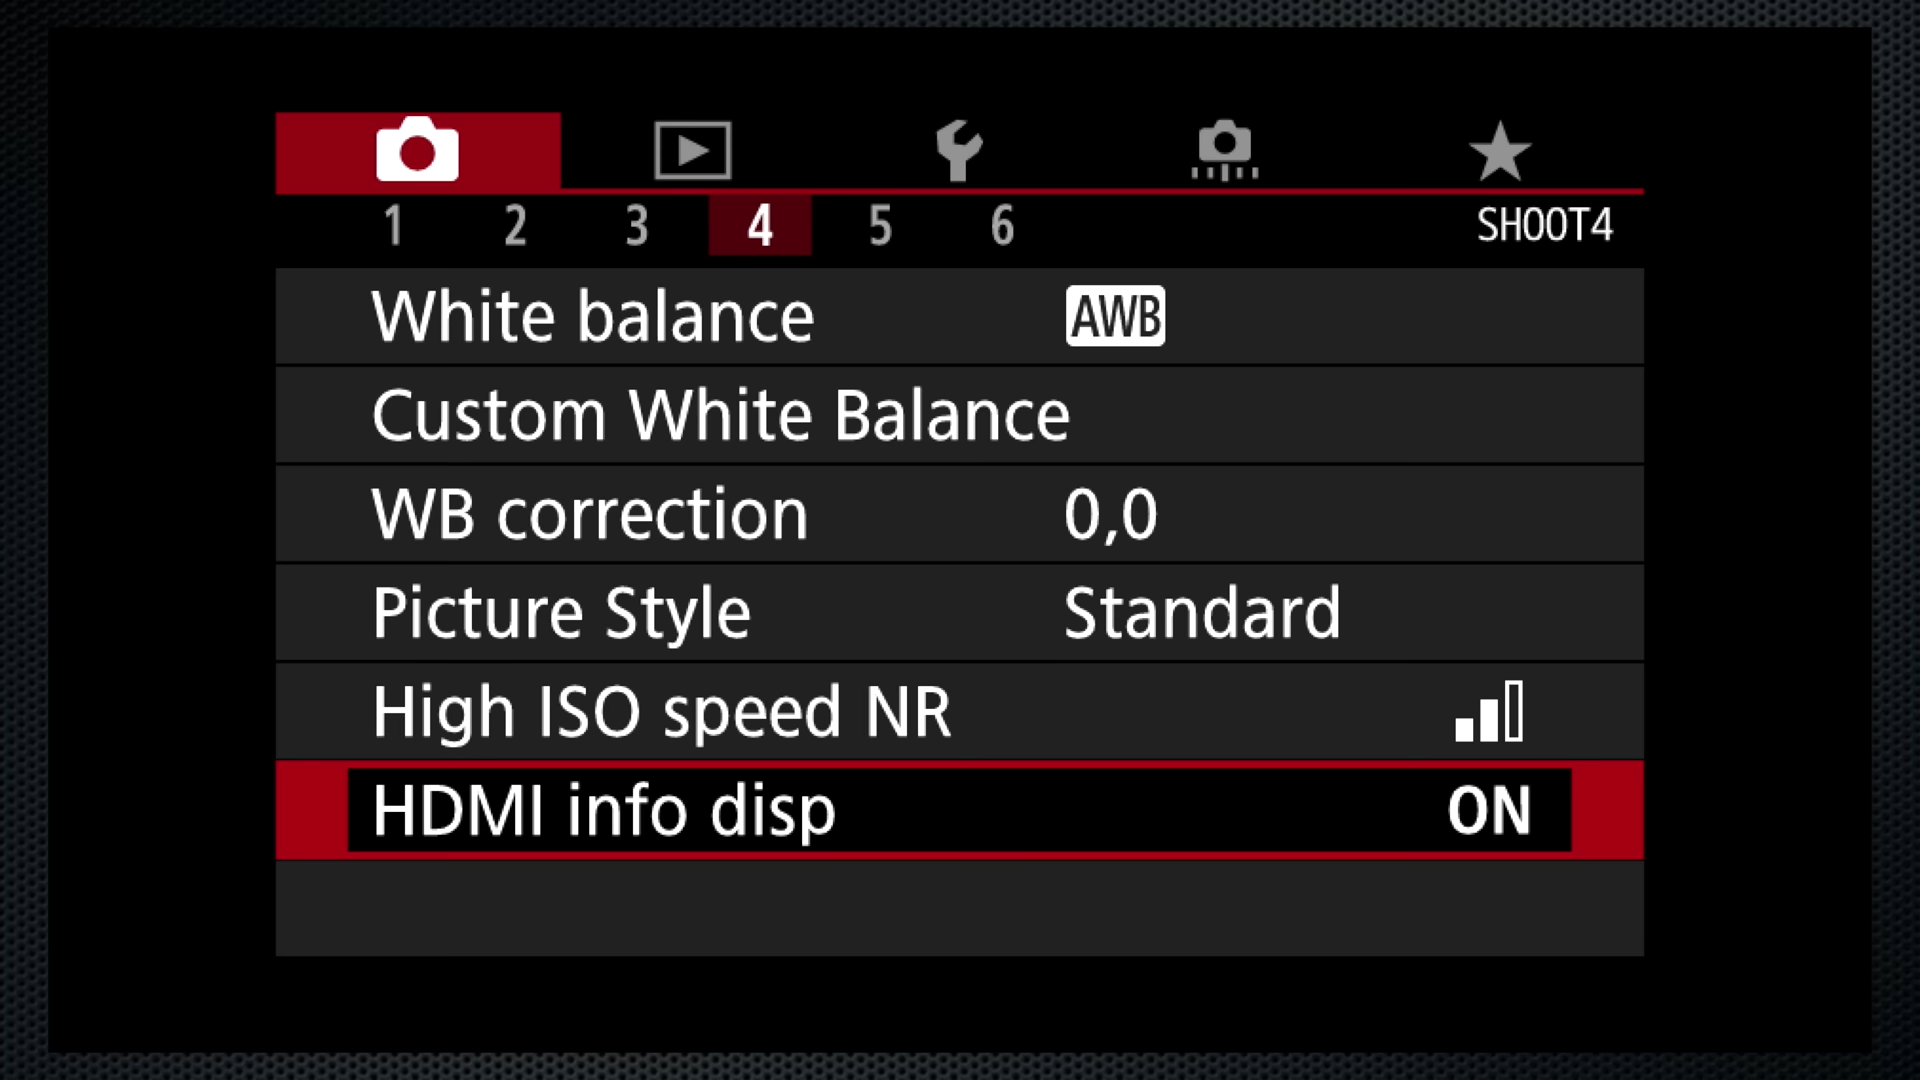 1 2 3 4 5 6 SHOOT4
White balance AWB
Custom White Balance
WB correction 0,0
Picture Style Standard
High ISO speed NR
HDMI info disp ON